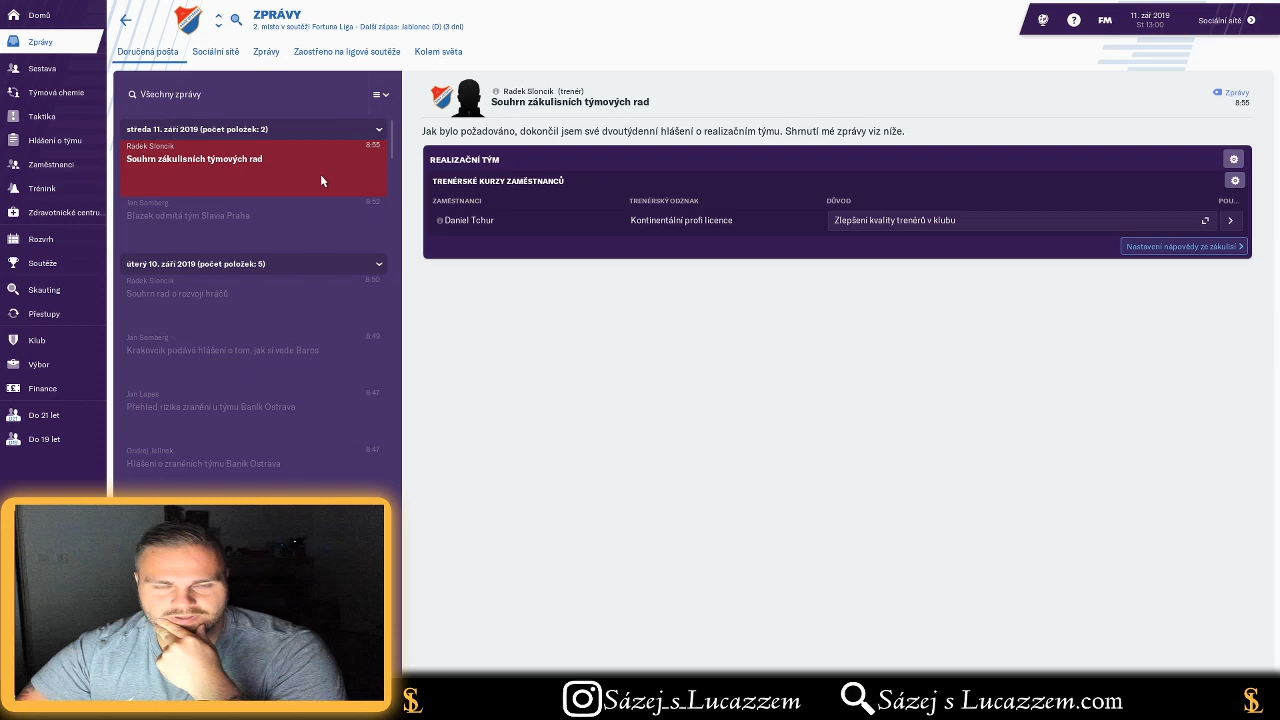 Domů
Zprávy
Sestava
Týmová chemie
Taktika
Hlášení o týmu
Zaměstnanci
Trénink
Zdravotnické centru...
Rozvrh
Soutěže
Skauting
Přestupy
Klub
Výbor
Finance
Do 21 let
Do 19 let
ZPRÁVY
2. místo v soutěži Fortuna Liga - Další zápas: Jablonec (D) (3 dní)
FM
11. zář 2019
St 13:00
Sociální sítě
Doručená pošta
Sociální sítě
Zprávy
Zaostřeno na ligové soutěže
Kolem světa
Všechny zprávy
středa 11. září 2019 (počet položek: 2)
Radek Sloncik 8:55
Souhrn zákulisních týmových rad
Jan Somberg 8:52
Blazek odmítá tým Slavia Praha
úterý 10. září 2019 (počet položek: 5)
Radek Sloncik 8:50
Souhrn rad o rozvoji hráčů
Jan Somberg 8:49
Krakovcik podává hlášení o tom, jak si vede Baros
Jan Lapes 8:47
Přehled rizika zranění u týmu Baník Ostrava
Ondrej Jelinek 8:47
Hlášení o zraněních týmu Baník Ostrava
Radek Sloncik (trenér)
Souhrn zákulisních týmových rad
Zprávy
8:55
Jak bylo požadováno, dokončil jsem své dvoutýdenní hlášení o realizačním týmu. Shrnutí mé zprávy viz níže.
REALIZAČNÍ TÝM
TRENÉRSKÉ KURZY ZAMĚSTNANCŮ
ZAMĚSTNANCI TRENÉRSKÝ ODZNAK DŮVOD POU...
Daniel Tchur Kontinentální profi licence Zlepšení kvality trenérů v klubu
Nastavení nápovědy ze zákulisí
Sázej_s_Lucazzem
Sázej s Lucazzem.com